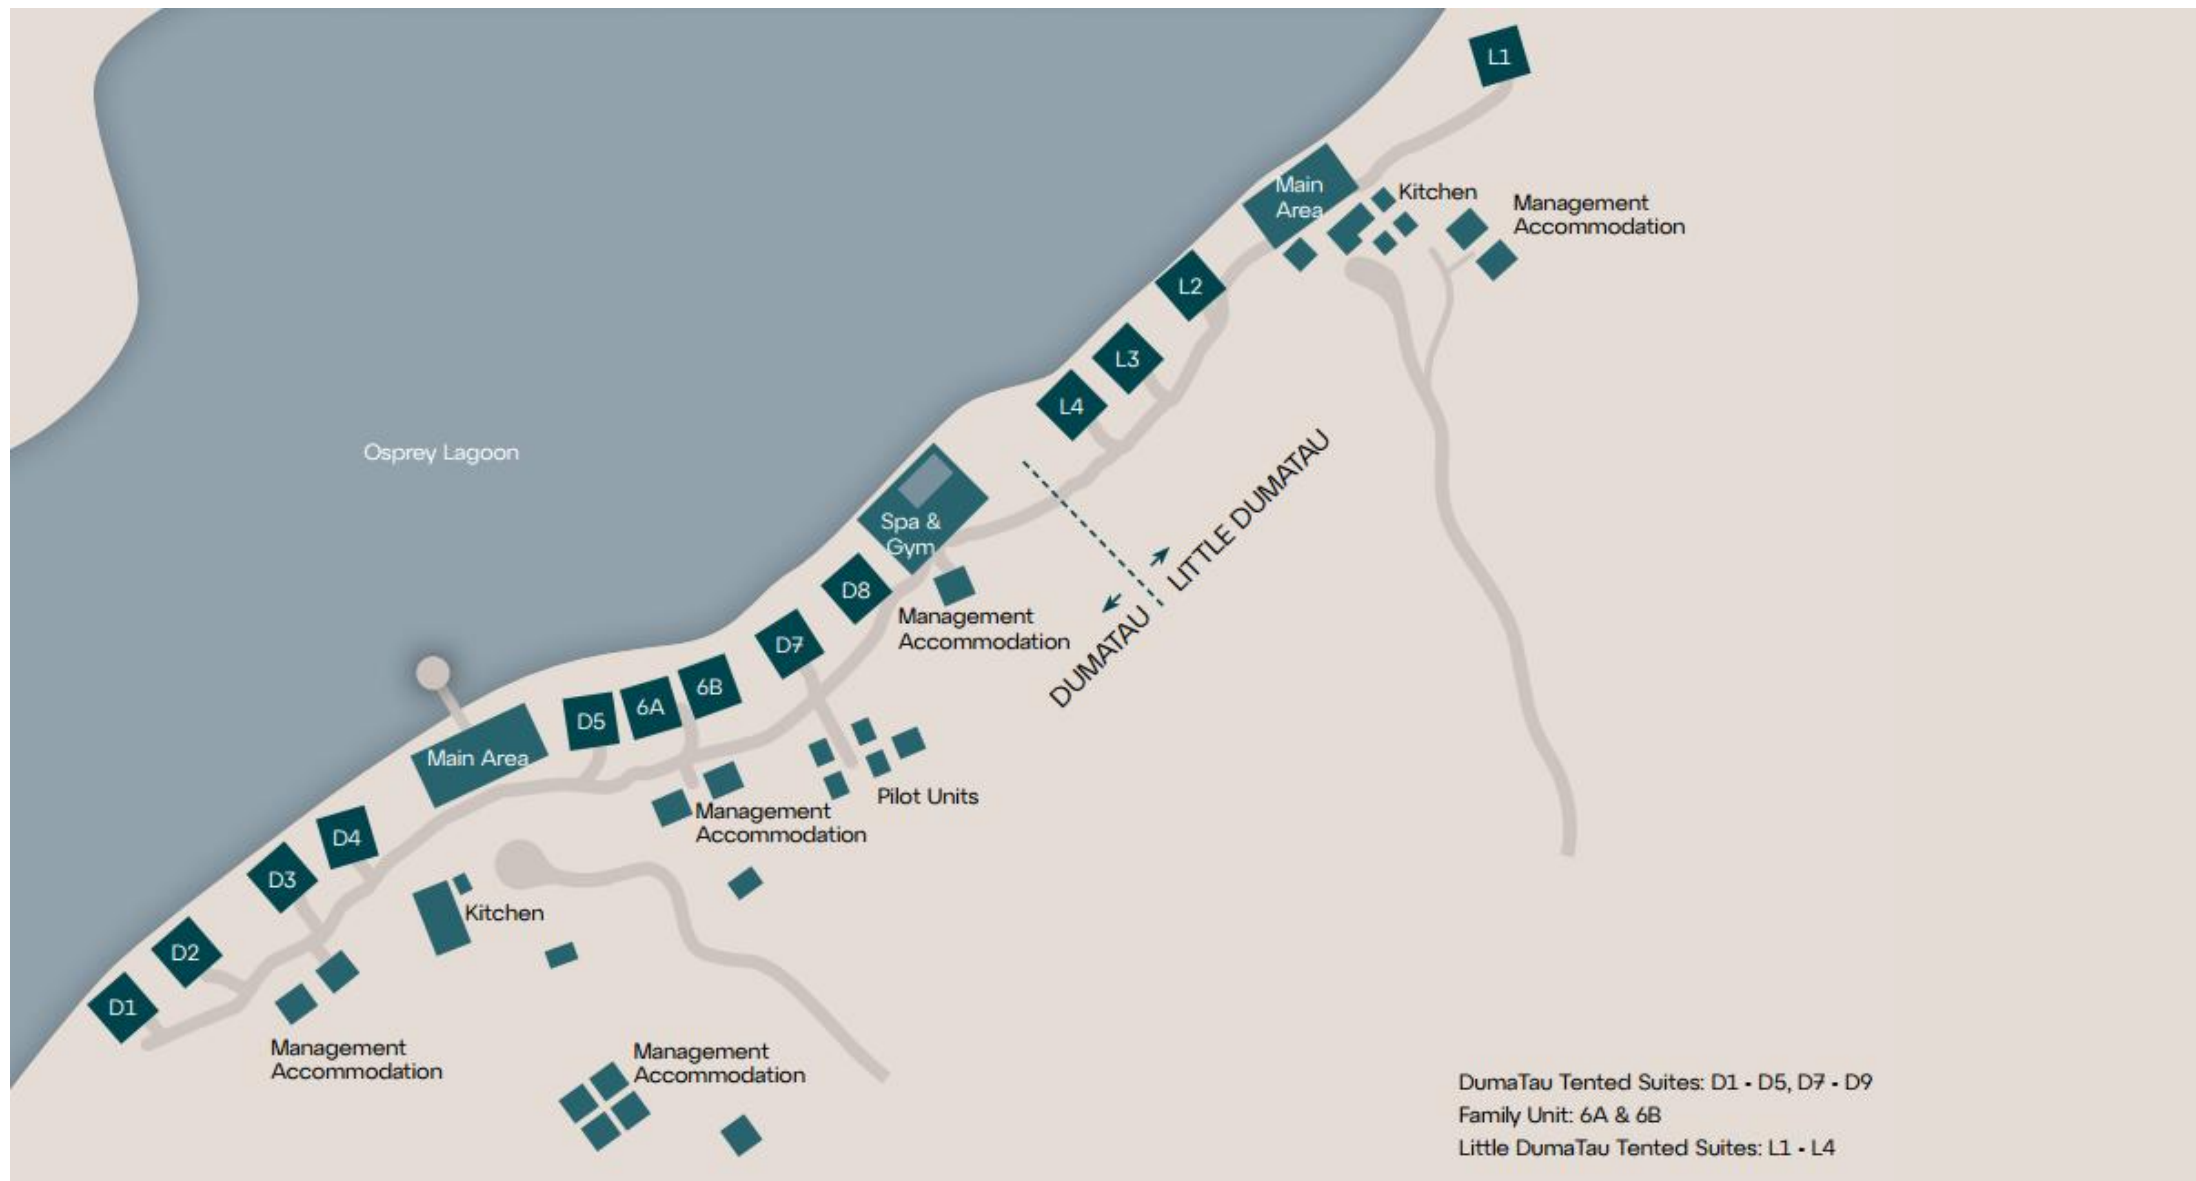 L1
Main
Area
Kitchen
Management
Accommodation
L2
L3
L4
Osprey Lagoon
Spa &
Gym
LITTLE DUMATAU
DUMATAU
D8
Management
Accommodation
D7
6B
6A
D5
Main Area
Pilot Units
Management
Accommodation
D4
D3
Kitchen
D2
D1
Management
Accommodation
Management
Accommodation
DumaTau Tented Suites: D1 - D5, D7 - D9
Family Unit: 6A & 6B
Little DumaTau Tented Suites: L1 - L4